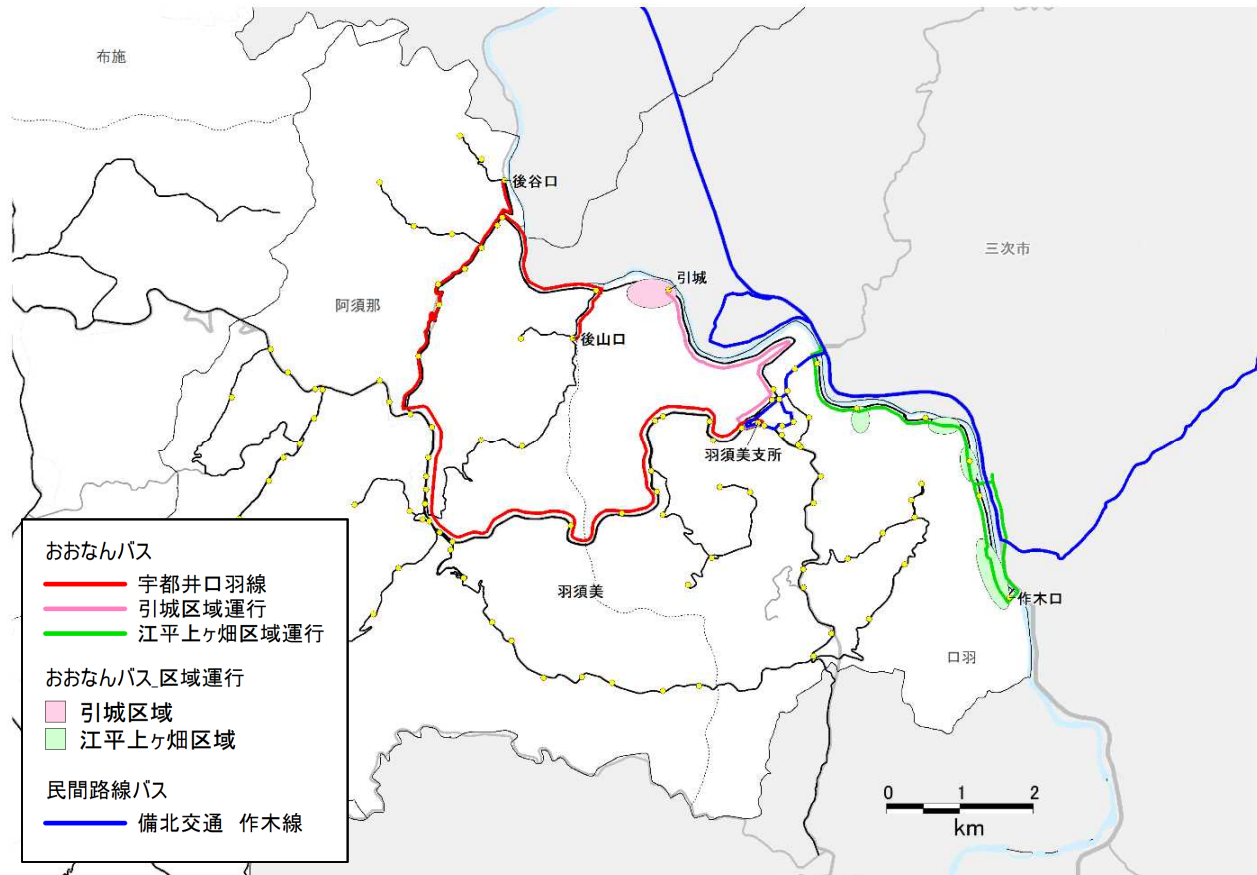 布施
後谷口
三次市
引城
阿須那
後山口
羽須美支所
羽須美
作木口
口羽
おおなんバス
宇都井口羽線
引城区域運行
江平上ヶ畑区域運行
おおなんバス_区域運行
引城区域
江平上ヶ畑区域
民間路線バス
備北交通 作木線
0 1 2
km